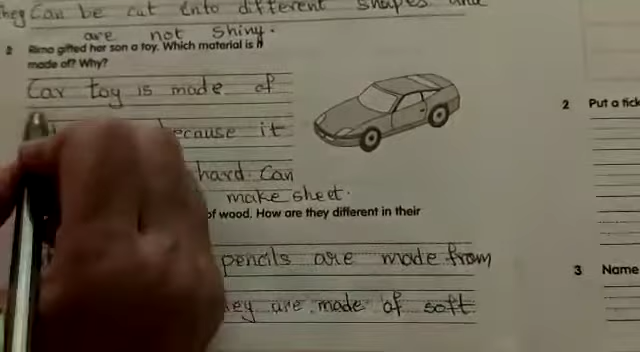 They can be cut into different shapes and
are not shiny.
2 Rima gifted her son a toy. Which material is it
made of? Why?
Car toy is made of
because it
hard. Can
make sheet.
of wood. How are they different in their
pencils are made from
they are made of soft
2 Put a tick
3 Name